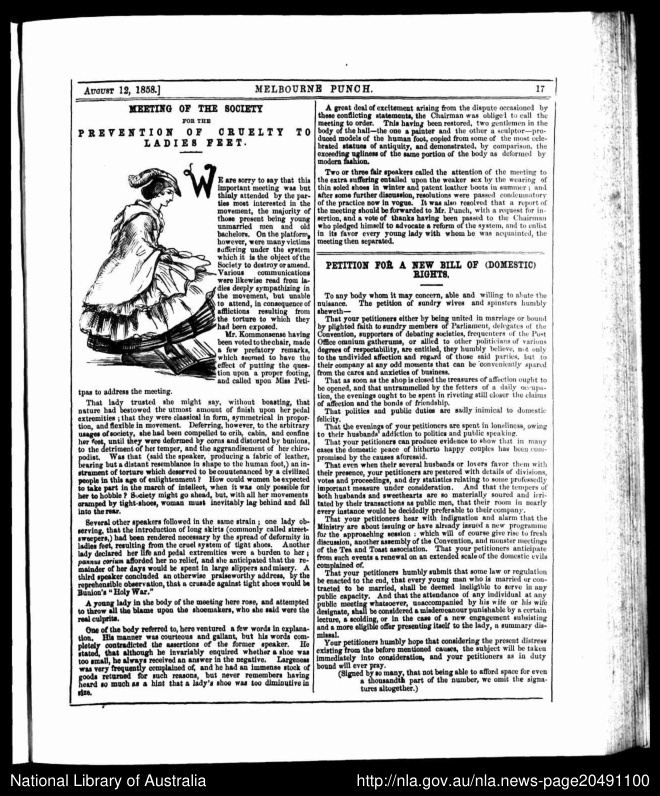 AUGUST 12, 1858.]
MELBOURNE PUNCH.
17
MEETING OF THE SOCIETY
FOR THE
PREVENTION OF CRUELTY TO
LADIES FEET.
WE are sorry to say that this
important meeting was but
thinly attended by the par-
ties most interested in the
movement, the majority of
those present being young
unmarried men and old
bachelors. On the platform,
however, were many victims
suffering under the system
which it is the object of the
Society to destroy or amend.
Various communications
were likewise read from la-
dies deeply sympathizing in
the movement, but unable
to attend, in consequence of
afflictions resulting from
the torture to which they
had been exposed.
Mr. Kommonsense having
been voted to the chair, made
a few prefatory remarks,
which seemed to have the
effect of putting the ques-
tion upon a proper footing,
and called upon Miss Peti-
tpas to address the meeting.
That lady trusted she might say, without boasting, that
nature had bestowed the utmost amount of finish upon her pedal
extremities; that they were classical in form, symmetrical in propor-
tion, and flexible in movement. Deferring, however, to the arbitrary
usages of society, she had been compelled to crib, cabin, and confine
her feet, until they were deformed by corns and distorted by bunions,
to the detriment of her temper, and the aggrandisement of her chiro-
podist. Was that (said the speaker, producing a fabric of leather,
bearing but a distant resemblance in shape to the human foot,) an in-
strument of torture which deserved to be countenanced by a civilized
people in this age of enlightenment? How could women be expected
to take part in the march of intellect, when it was only possible for
her to hobble? Society might go ahead, but, with all her movements
cramped by tight-shoes, woman must inevitably lag behind and fall
into the rear.
Several other speakers followed in the same strain; one lady ob-
serving, that the introduction of long skirts (commonly called street-
sweepers,) had been rendered necessary by the spread of deformity in
ladies feet, resulting from the cruel system of tight shoes. Another
lady declared her life and pedal extremities were a burden to her;
pannus corium afforded her no relief, and she anticipated that the re-
mainder of her days would be spent in large slippers and misery. A
third speaker concluded an otherwise praiseworthy address, by the
reprehensible observation, that a crusade against tight shoes would be
Bunion's "Holy War."
A young lady in the body of the meeting here rose, and attempted
to throw all the blame upon the shoemakers, who she said were the
real culprits.
One of the body referred to, here ventured a few words in explana-
tion. His manner was courteous and gallant, but his words com-
pletely contradicted the assertions of the former speaker. He
stated, that although he invariably enquired whether a shoe was
too small, he always received an answer in the negative. Largeness
was very frequently complained of, and he had an immense stock of
goods returned for such reasons, but never remembers having
heard so much as a hint that a lady's shoe was too diminutive in
size.
A great deal of excitement arising from the dispute occasioned by
these conflicting statements, the Chairman was obliged to call the
meeting to order. This having been restored, two gentlemen in the
body of the hall—the one a painter and the other a sculptor—pro-
duced models of the human foot, copied from some of the most cele-
brated statues of antiquity, and demonstrated, by comparison, the
exceeding ugliness of the same portion of the body as deformed by
modern fashion.
Two or three fair speakers called the attention of the meeting to
the extra suffering entailed upon the weaker sex by the wearing of
thin soled shoes in winter and patent leather boots in summer; and
after some further discussion, resolutions were passed condemnatory
of the practice now in vogue. It was also resolved that a report of
the meeting should be forwarded to Mr. Punch, with a request for in-
sertion, and a vote of thanks having been passed to the Chairman
who pledged himself to advocate a reform of the system, and to enlist
in its favor every young lady with whom he was acquainted, the
meeting then separated.
PETITION FOR A NEW BILL OF (DOMESTIC)
RIGHTS.
To any body whom it may concern, able and willing to abate the
nuisance. The petition of sundry wives and spinsters humbly
sheweth—
That your petitioners either by being united in marriage or bound
by plighted faith to sundry members of Parliament, delegates of the
Convention, supporters of debating societies, frequenters of the Post
Office omnium gatherums, or allied to other politicians of various
degrees of respectability, are entitled, they humbly believe, not only
to the undivided affection and regard of those said parties, but to
their company at any odd moments that can be conveniently spared
from the cares and anxieties of business.
That as soon as the shop is closed the treasures of affection ought to
be opened, and that untrammelled by the fetters of a daily occupa-
tion, the evenings ought to be spent in riveting still closer the claims
of affection and the bonds of friendship.
That politics and public duties are sadly inimical to domestic
felicity.
That the evenings of your petitioners are spent in loneliness, owing
to their husbands' addiction to politics and public speaking.
That your petitioners can produce evidence to show that in many
cases the domestic peace of hitherto happy couples has been com-
promised by the causes aforesaid.
That even when their several husbands or lovers favor them with
their presence, your petitioners are pestered with details of divisions,
votes and proceedings, and dry statistics relating to some professedly
important measure under consideration. And that the tempers of
both husbands and sweethearts are so materially soured and irri-
tated by their transactions as public men, that their room in nearly
every instance would be decidedly preferable to their company.
That your petitioners hear with indignation and alarm that the
Ministry are about issuing or have already issued a new programme
for the approaching session: which will of course give rise to fresh
discussion, another assembly of the Convention, and monster meetings
of the Tea and Toast association. That your petitioners anticipate
from such events a renewal on an extended scale of the domestic evils
complained of.
That your petitioners humbly submit that some law or regulation
be enacted to the end, that every young man who is married or con-
tracted to be married, shall be deemed ineligible to serve in any
public capacity. And that the attendance of any individual at any
public meeting whatsoever, unaccompanied by his wife or his wife
designate, shall be considered a misdemeanour punishable by a certain
lecture, a scolding, or in the case of a new engagement subsisting
and a more eligible offer presenting itself to the lady, a summary dis-
missal.
Your petitioners humbly hope that considering the present distress
existing from the before mentioned causes, the subject will be taken
immediately into consideration, and your petitioners as in duty
bound will ever pray.
(Signed by so many, that not being able to afford space for even
a thousandth part of the number, we omit the signa-
tures altogether.)
National Library of Australia
http://nla.gov.au/nla.news-page20491100